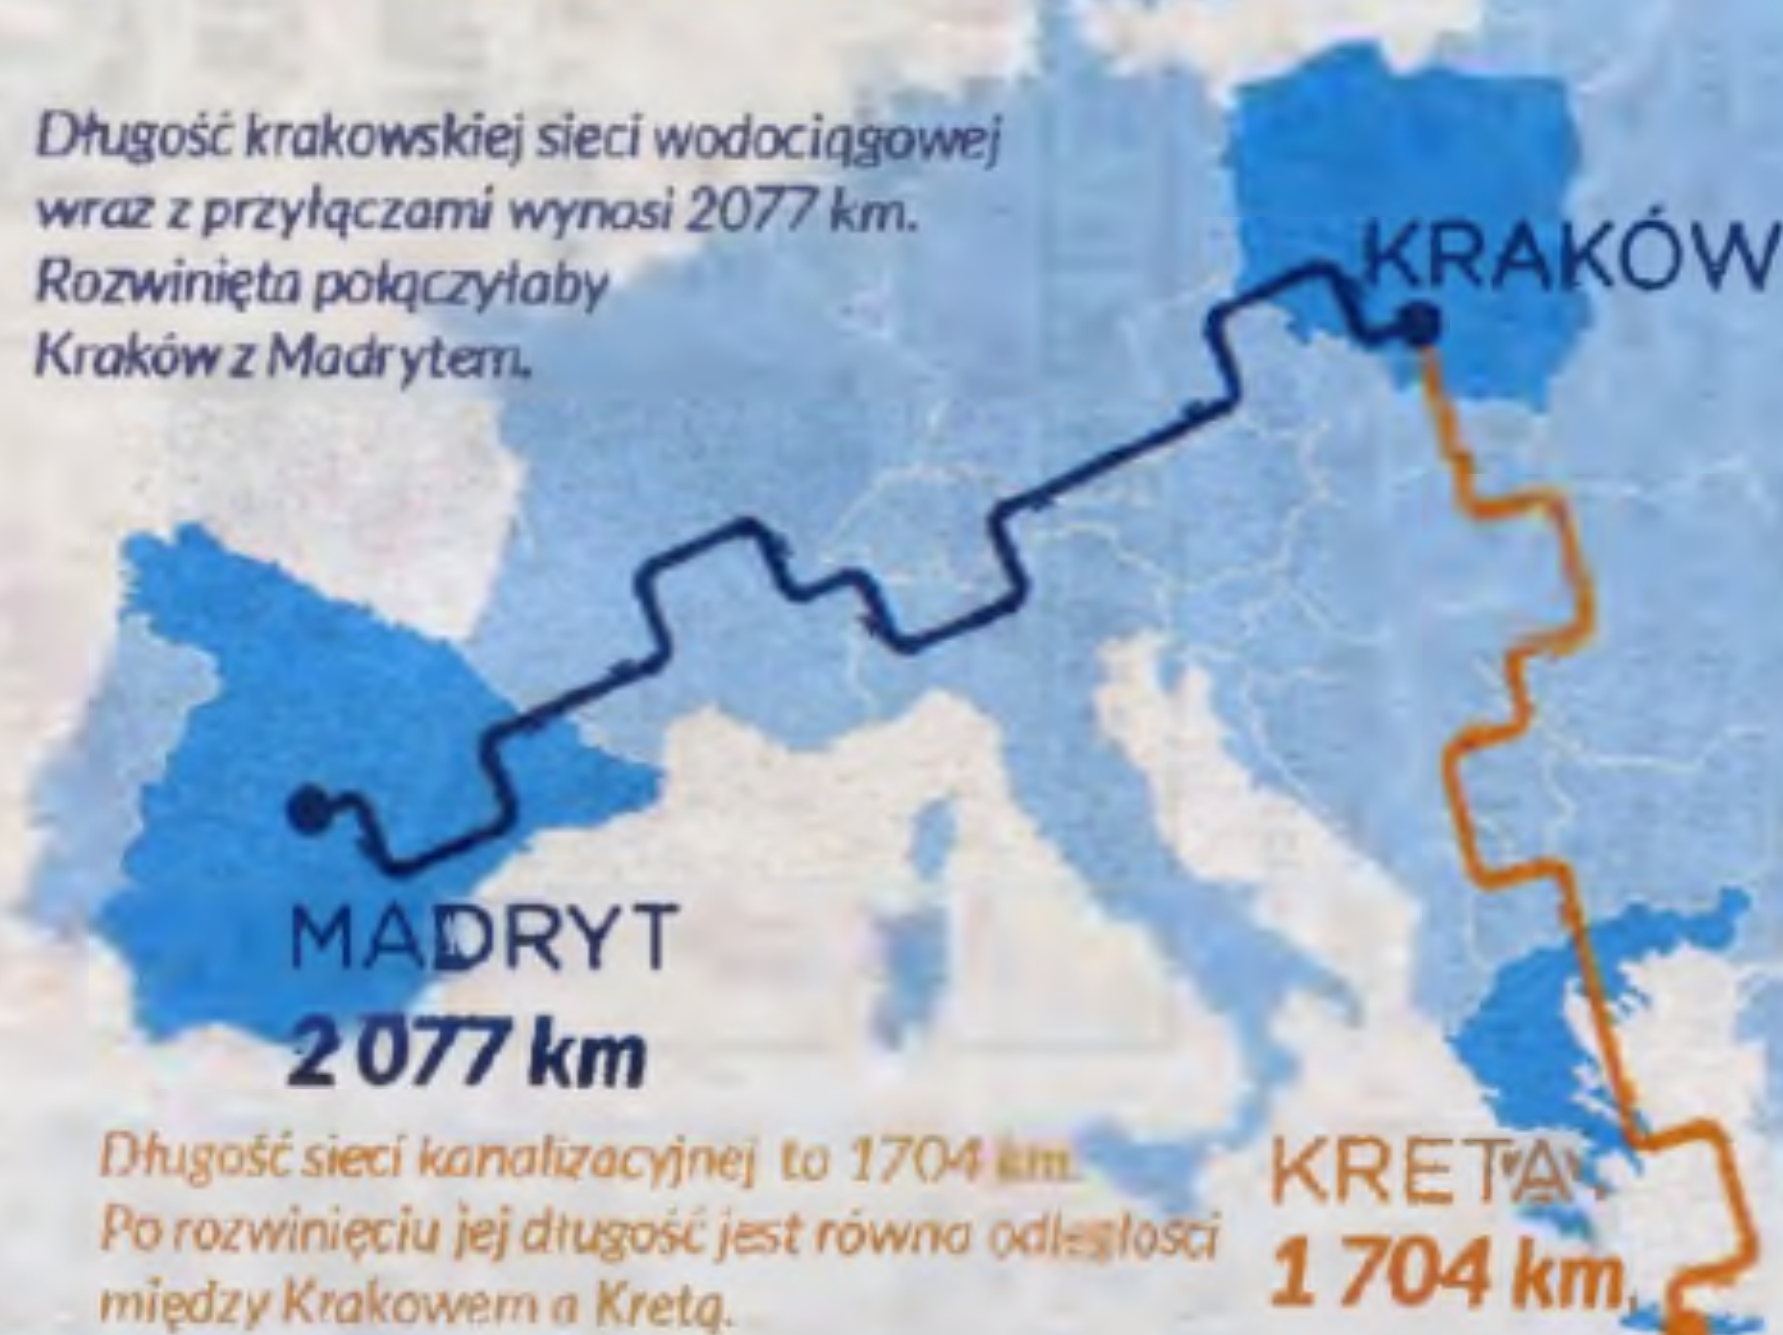 Długość krakowskiej sieci wodociągowej
wraz z przyłączami wynosi 2077 km.
Rozwinięta połączyłaby
Kraków z Madrytem.
KRAKÓW
MADRYT
2 077 km
Długość sieci kanalizacyjnej to 1704 km.
Po rozwinięciu jej długość jest równa odległości
między Krakowem a Kretą.
KRETA
1 704 km